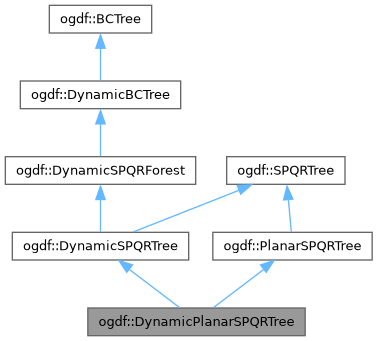 ogdf::BCTree
ogdf::DynamicBCTree
ogdf::DynamicSPQRForest
ogdf::SPQRTree
ogdf::DynamicSPQRTree
ogdf::PlanarSPQRTree
ogdf::DynamicPlanarSPQRTree